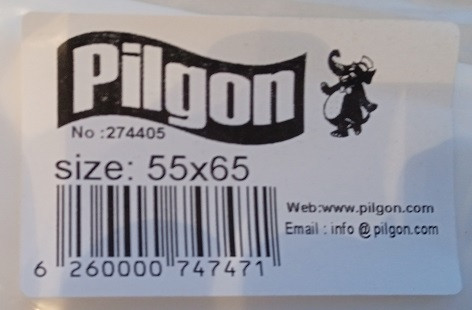 Pilgon
No :274405
size: 55x65
Web:www.pilgon.com
Email : info @ pilgon.com
6 260000 747471